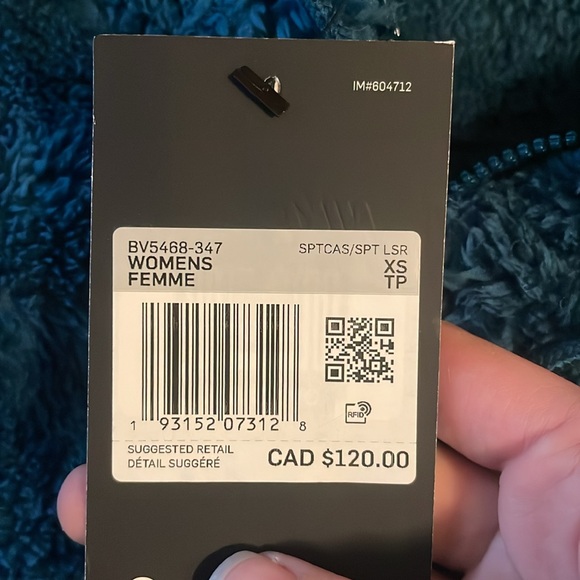 IM#604712
BV5468-347
SPTCAS/SPT LSR
WOMENS
XS
FEMME
TP
1 93152 07312 8
RFID
SUGGESTED RETAIL
DÉTAIL SUGGÉRÉ
CAD $120.00